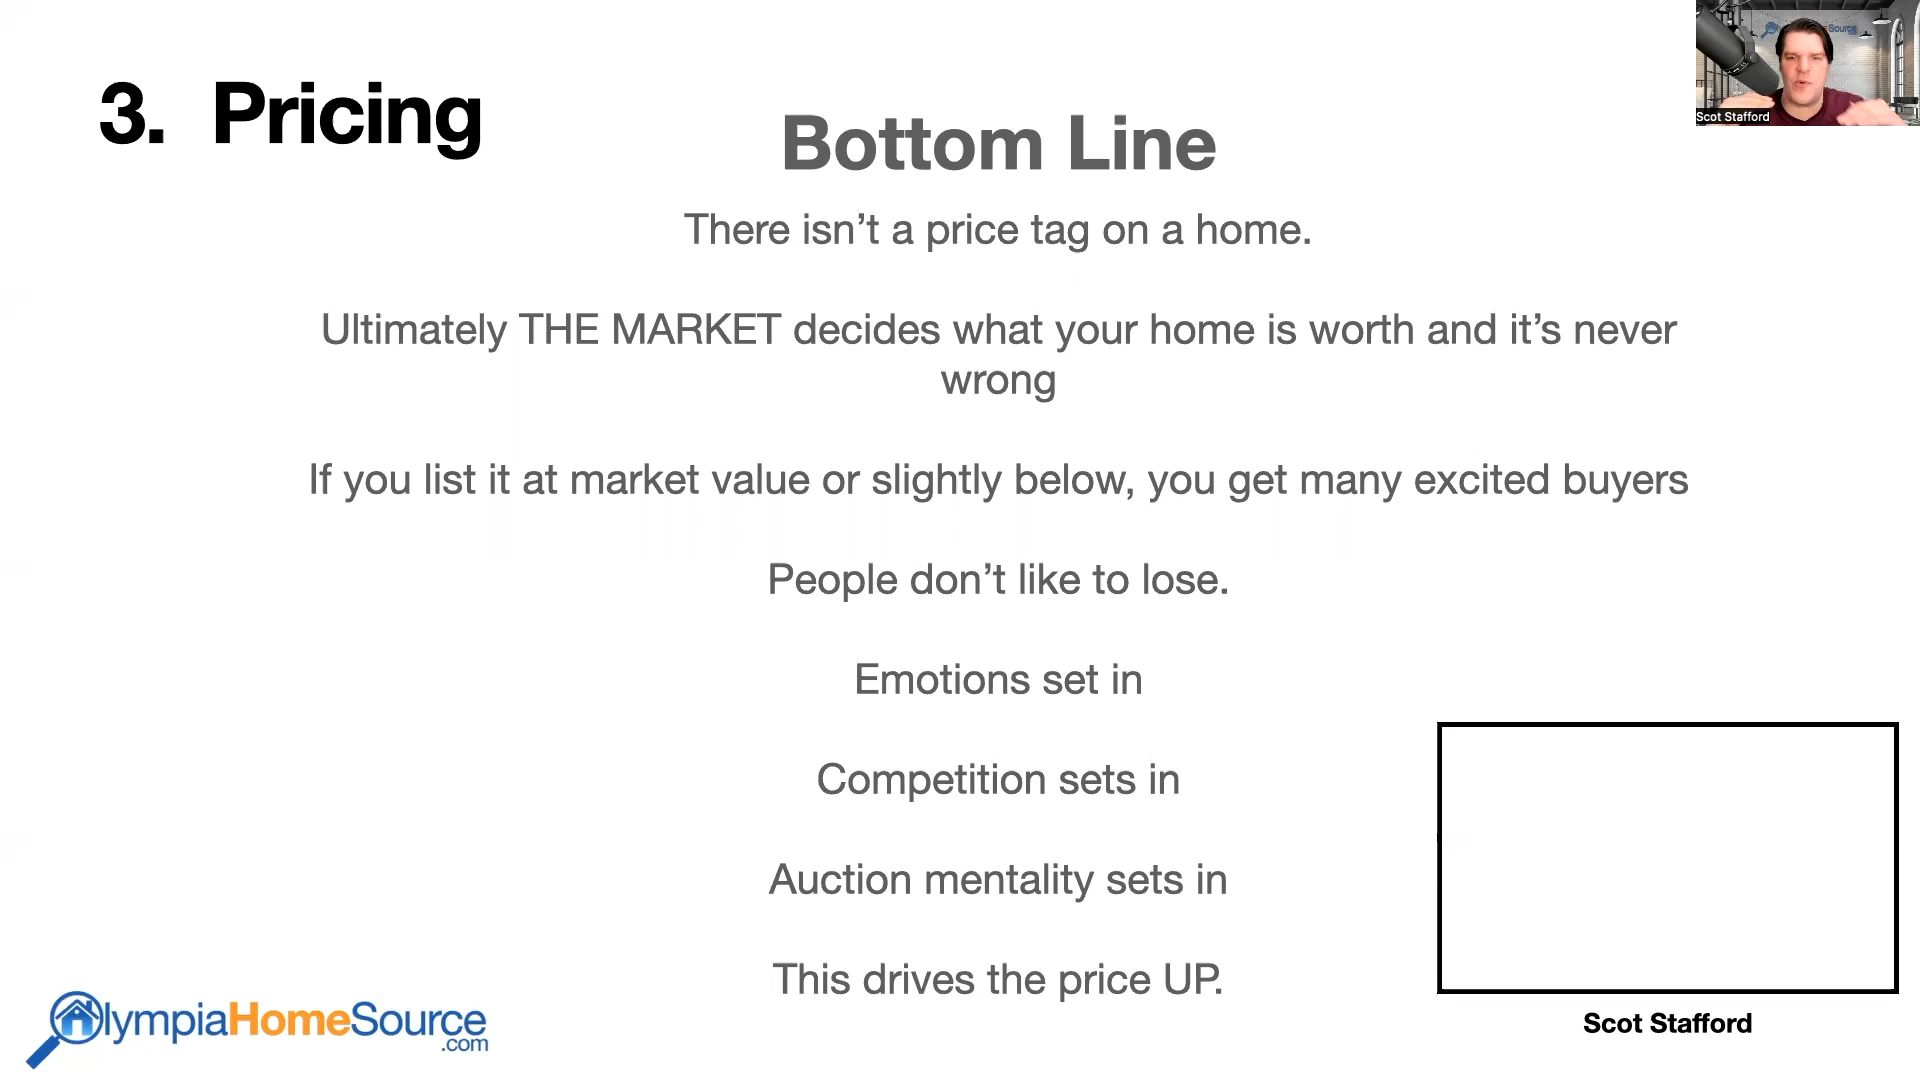 3. Pricing
Bottom Line
There isn’t a price tag on a home.
Ultimately THE MARKET decides what your home is worth and it’s never
wrong
If you list it at market value or slightly below, you get many excited buyers
People don’t like to lose.
Emotions set in
Competition sets in
Auction mentality sets in
This drives the price UP.
Scot Stafford
Scot Stafford
OlympiaHomeSource
.com